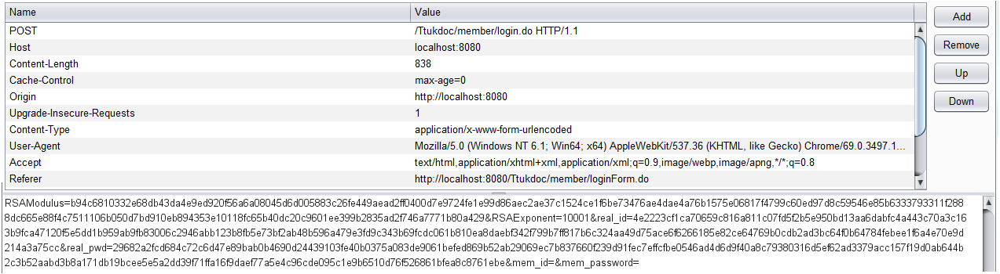 Name Value
POST /Ttukdoc/member/login.do HTTP/1.1
Add
Host localhost:8080
Content-Length 838
Remove
Cache-Control max-age=0
Up
Origin http://localhost:8080
Upgrade-Insecure-Requests 1
Down
Content-Type application/x-www-form-urlencoded
User-Agent Mozilla/5.0 (Windows NT 6.1; Win64; x64) AppleWebKit/537.36 (KHTML, like Gecko) Chrome/69.0.3497.1...
Accept text/html,application/xhtml+xml,application/xml;q=0.9,image/webp,image/apng,*/*;q=0.8
Referer http://localhost:8080/Ttukdoc/member/loginForm.do
RSAModulus=b94c6810332e68db43da4e9ed920f56a6a08045d6d005883c26fe449aead2ff0400d7e9724fe1e99d86aec2ae37c1524ce1f6be73476ae4dae4a76b1575e06817f4799c60ed97d8c59546e85b6333793311f288
8dc665e88f4c7511106b050d7bd910eb894353e10118fc65b40dc20c9601ee399b2835ad2f746a7771b80a429&RSAExponent=10001&real_id=4e2223cf1ca70659c816a811c07fd5f2b5e950bd13aa6dabfc4a443c70a3c16
3b9fca47120f5e5dd1b959ab9fb83006c2946abb123b8fb5e73bf2ab48b596a479e3fd9c343b69fcdc061b810ea8daebf342f799b7ff817b6c324aa49d75ace6f6266185e82ce64769b0cdb2ad3bc64f0b64784febee1f6a4e70e9d
214a3a75cc&real_pwd=29682a2fcd684c72c6d47e89bab0b4690d24439103fe40b0375a083de9061befed869b52ab29069ec7b837660f239d91fec7effcfbe0546ad4d6d9f40a8c79380316d5ef62ad3379acc157f19d0ab644b
2c3b52aabd3b8a171db19bcee5e5a2dd39f71ffa16f9daef77a5e4c96cde095c1e9b6510d76f526861bfea8c8761ebe&mem_id=&mem_password=